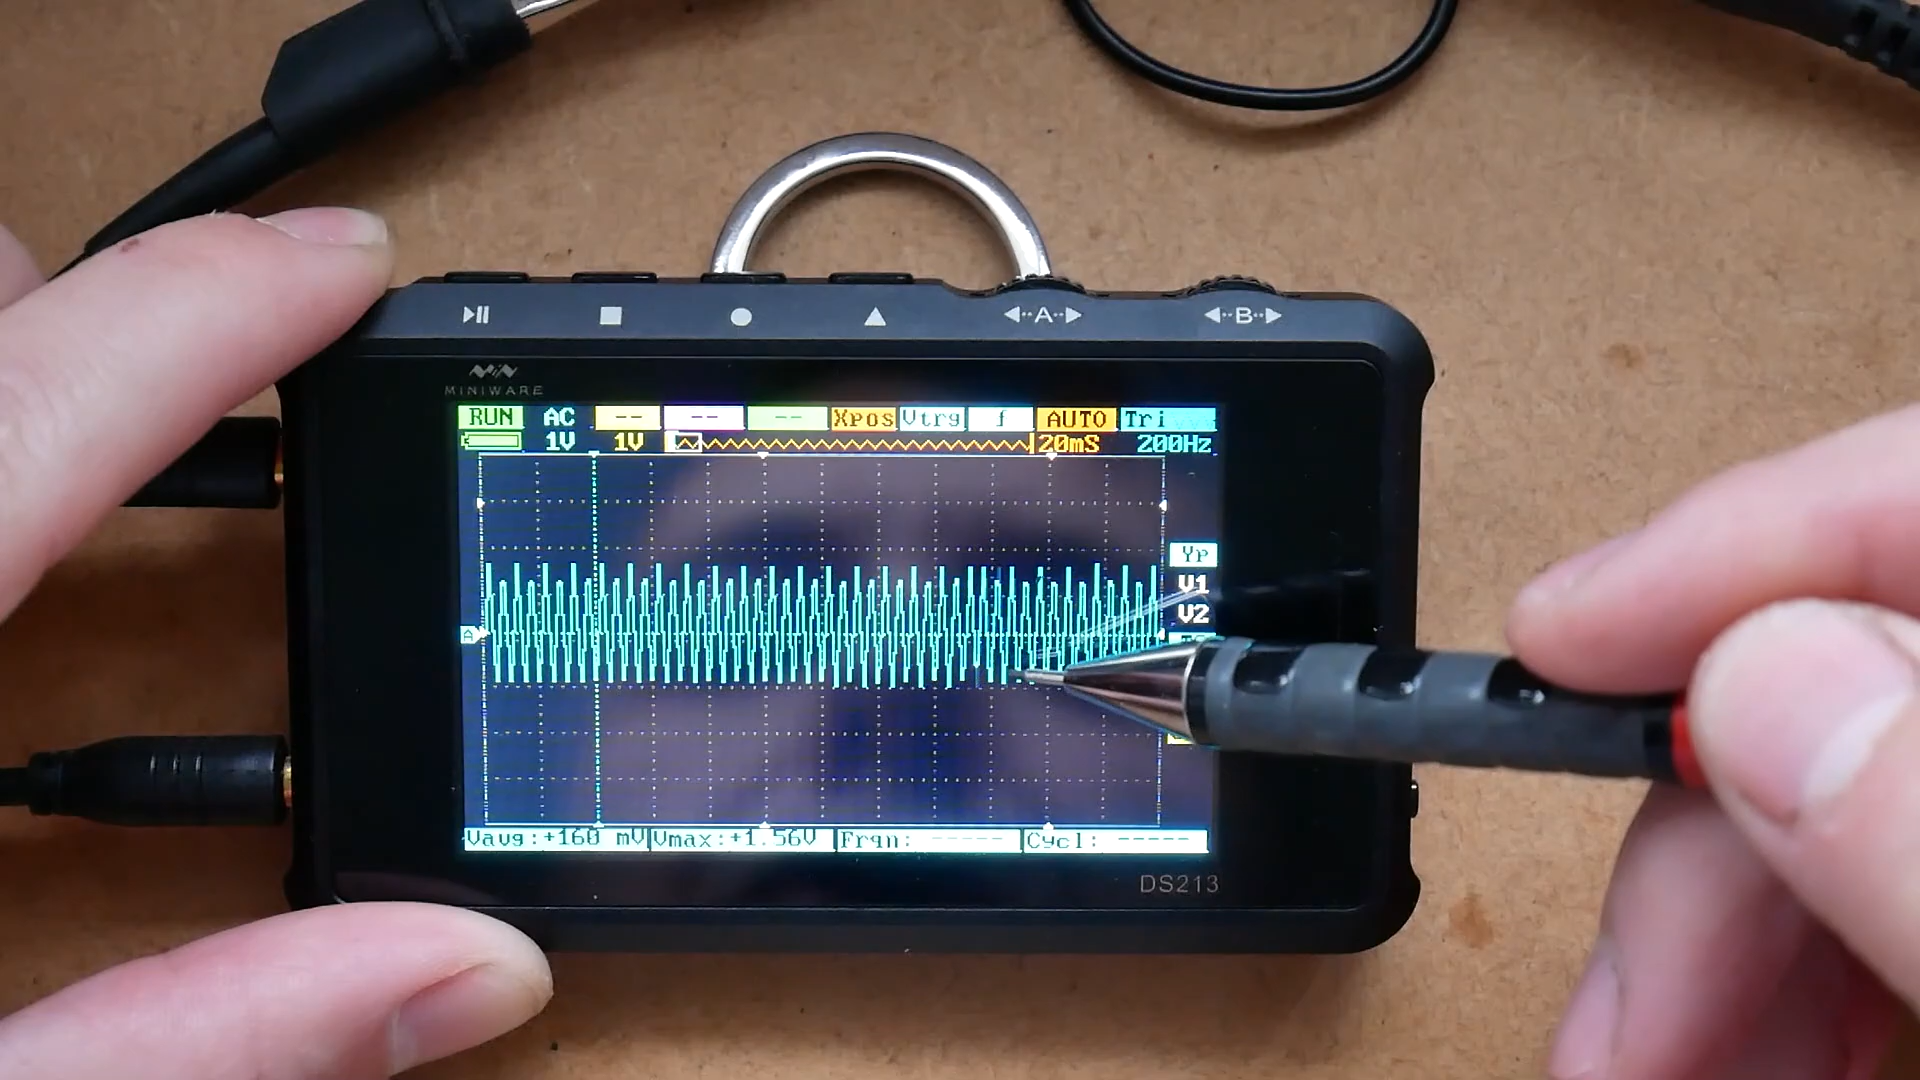 A B
MINIWARE
RUN AC -- -- -- Xpos Vtrg f AUTO Tri
1V 1V 20mS 200Hz
Yp
V1
A V2
Vavg:+160 mV Vmax:+1.56V Frqn: ----- Cycl: -----
DS213